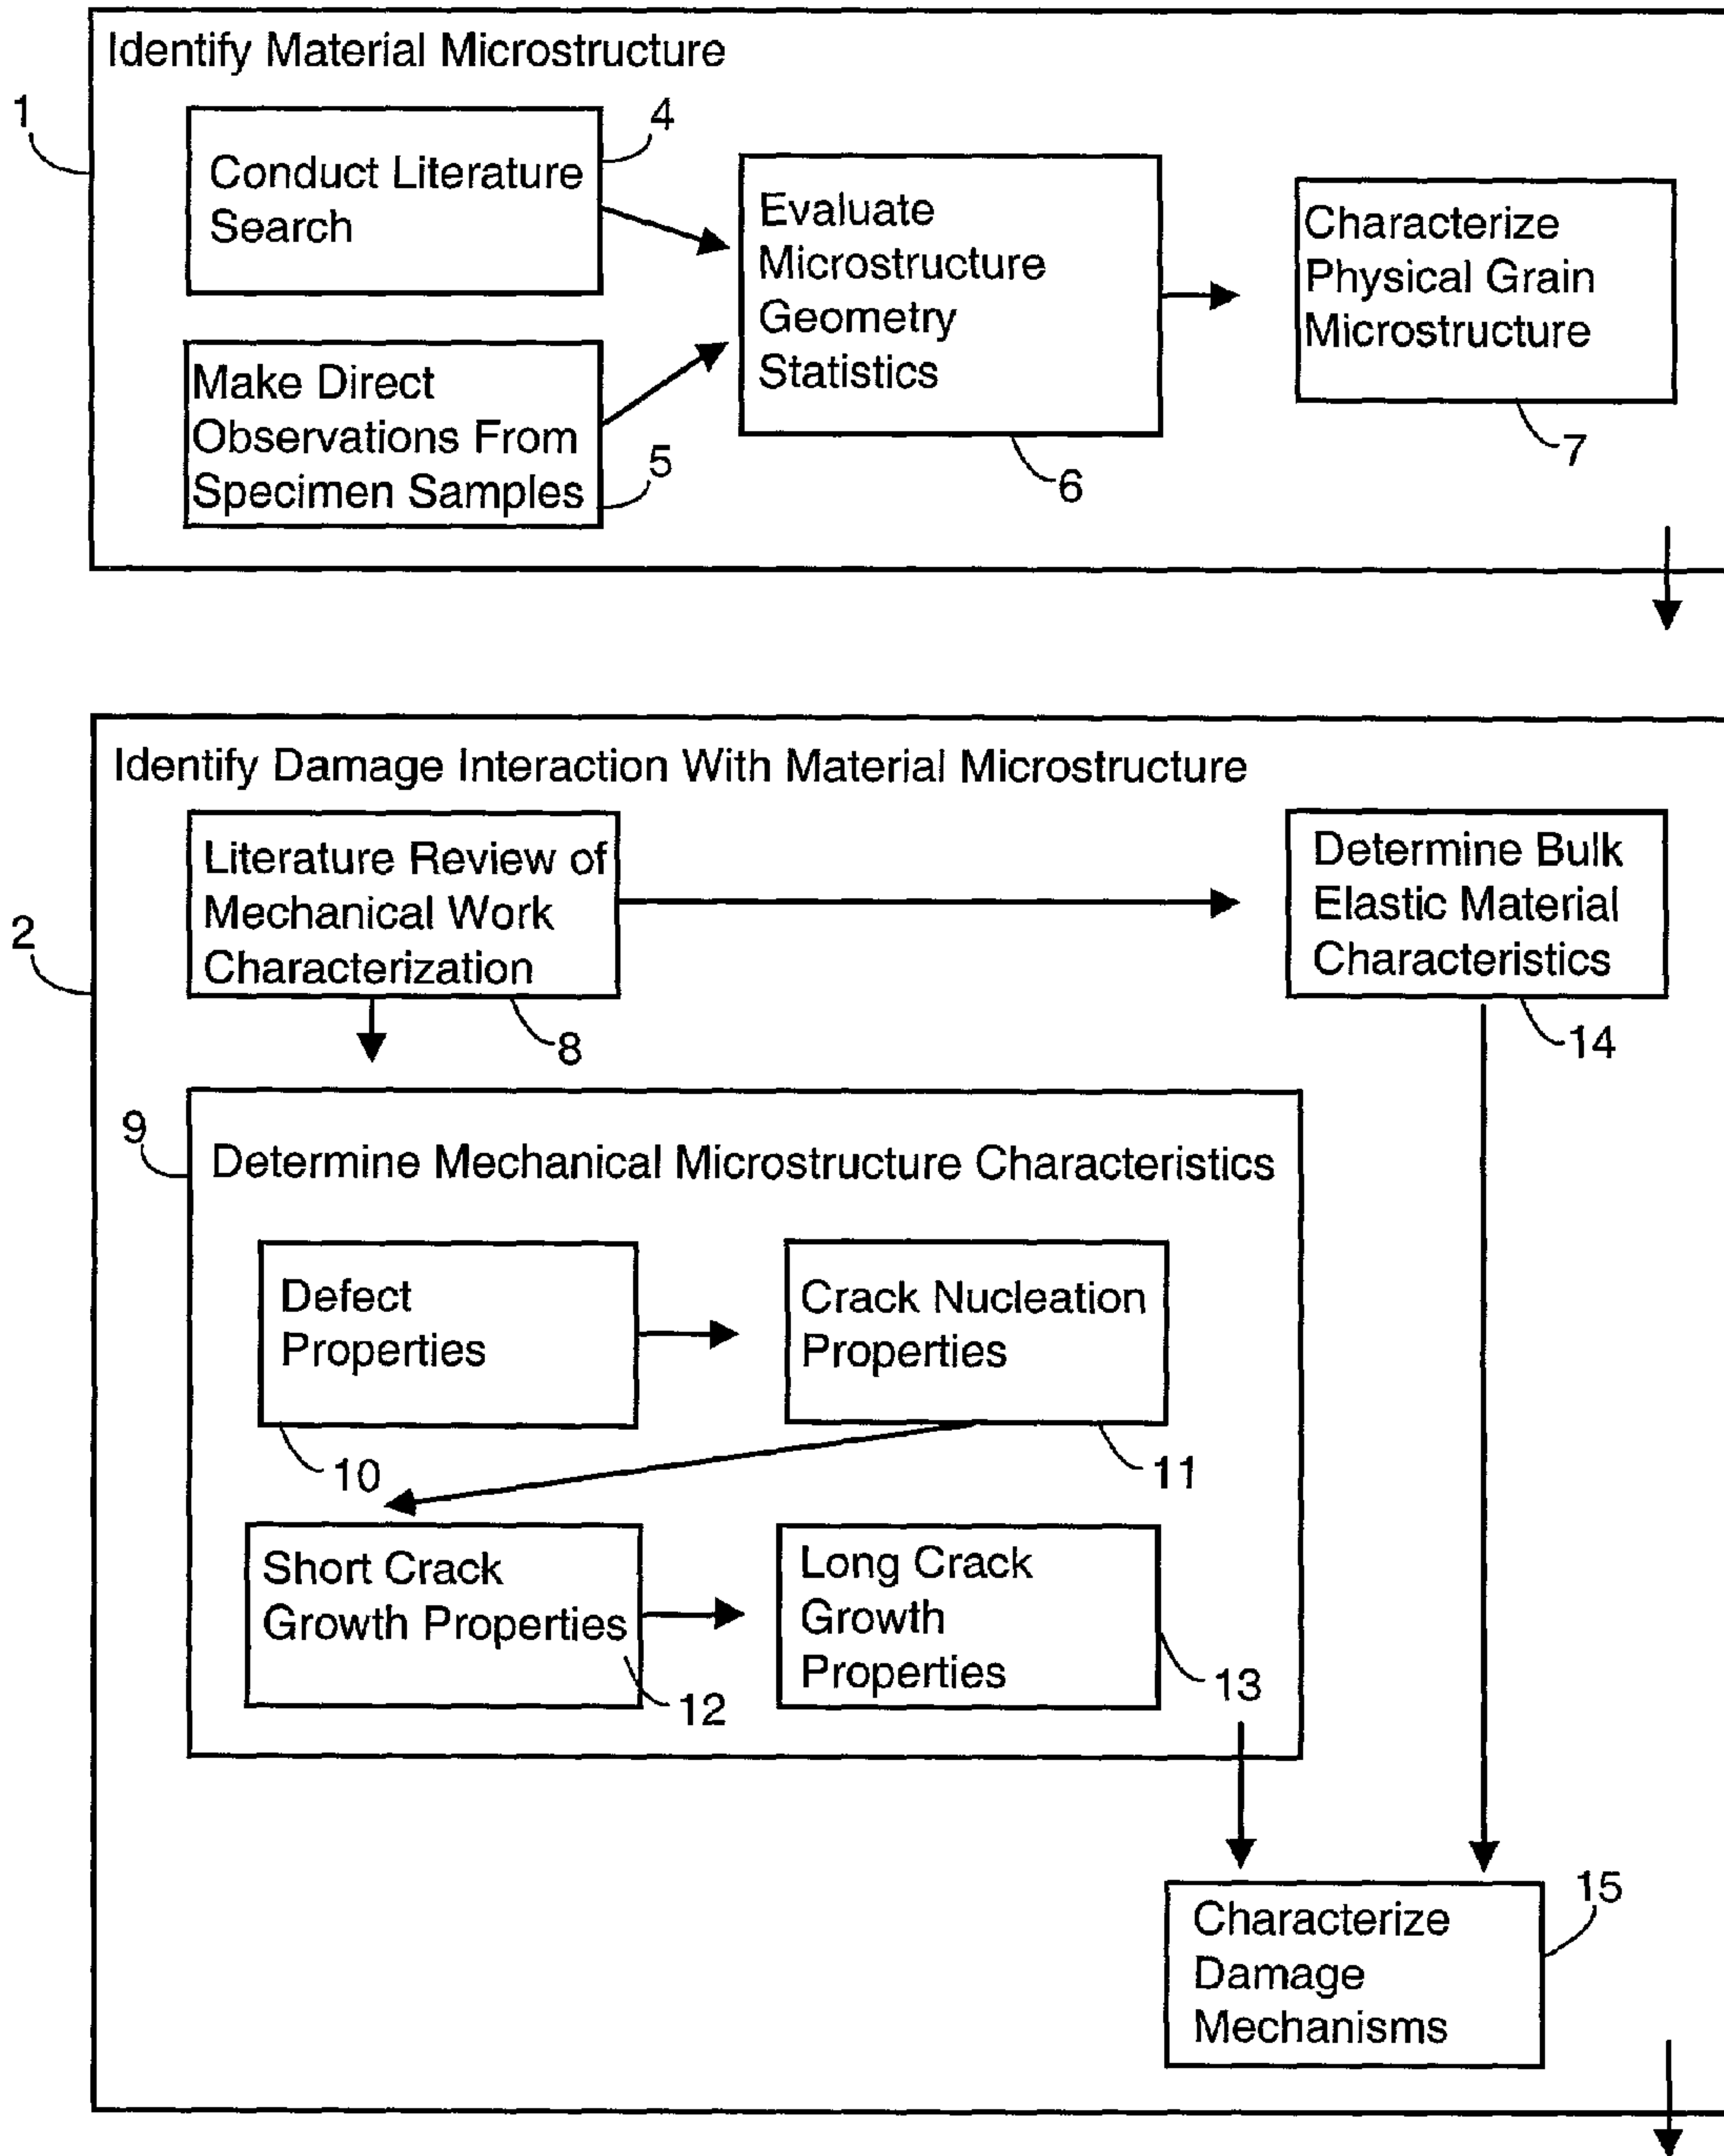 Identify Material Microstructure
1
4
Conduct Literature
Search
Evaluate
Microstructure
Geometry
Statistics
Characterize
Physical Grain
Microstructure
Make Direct
Observations From
Specimen Samples
5
6
7
Identify Damage Interaction With Material Microstructure
2
Literature Review of
Mechanical Work
Characterization
8
Determine Bulk
Elastic Material
Characteristics
14
9
Determine Mechanical Microstructure Characteristics
Defect
Properties
10
Crack Nucleation
Properties
11
Short Crack
Growth Properties
12
Long Crack
Growth
Properties
13
15
Characterize
Damage
Mechanisms